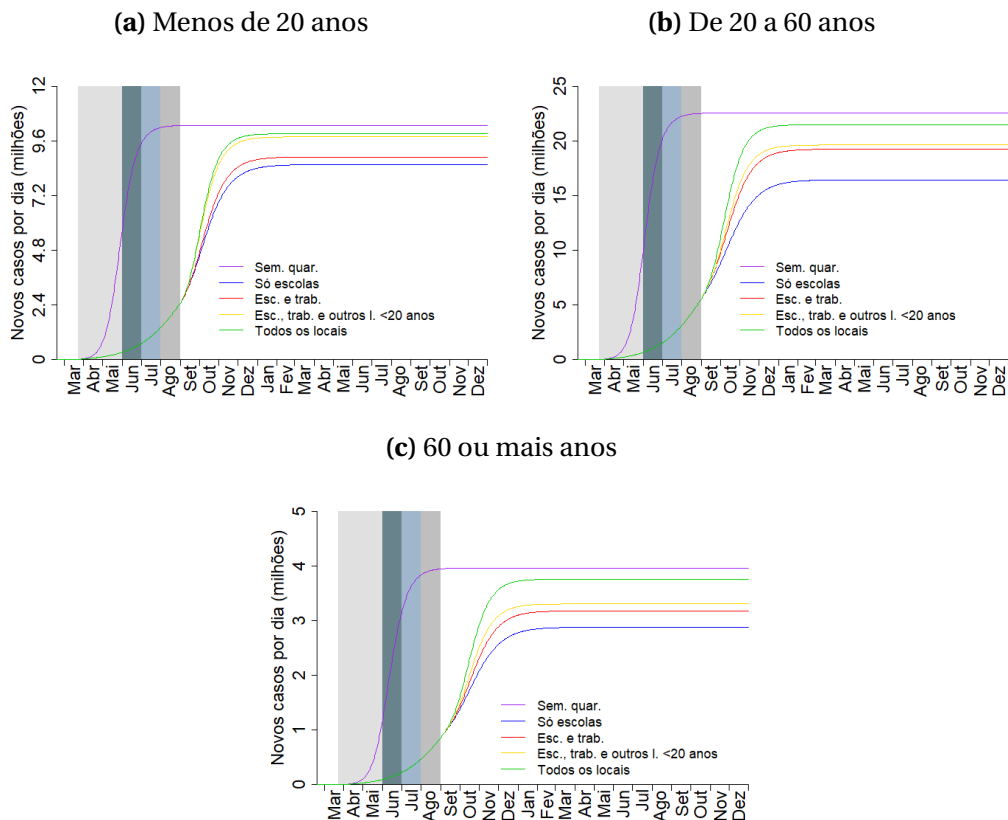 (a) Menos de 20 anos
Novos casos por dia (milhões)
12
9.6
7.2
4.8
2.4
0
Sem. quar.
Só escolas
Esc. e trab.
Esc., trab. e outros l. <20 anos
Todos os locais
Mar Abr Mai Jun Jul Ago Set Out Nov Dez Jan Fev Mar Abr Mai Jun Jul Ago Set Out Nov Dez
(b) De 20 a 60 anos
Novos casos por dia (milhões)
25
20
15
10
5
0
Sem. quar.
Só escolas
Esc. e trab.
Esc., trab. e outros l. <20 anos
Todos os locais
Mar Abr Mai Jun Jul Ago Set Out Nov Dez Jan Fev Mar Abr Mai Jun Jul Ago Set Out Nov Dez
(c) 60 ou mais anos
Novos casos por dia (milhões)
5
4
3
2
1
0
Sem. quar.
Só escolas
Esc. e trab.
Esc., trab. e outros l. <20 anos
Todos os locais
Mar Abr Mai Jun Jul Ago Set Out Nov Dez Jan Fev Mar Abr Mai Jun Jul Ago Set Out Nov Dez